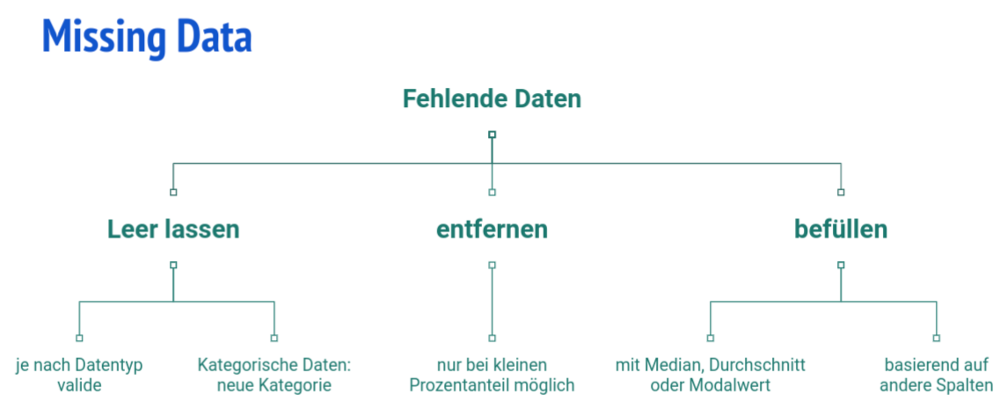 Missing Data
Fehlende Daten
Leer lassen
entfernen
befüllen
je nach Datentyp
valide
Kategorische Daten:
neue Kategorie
nur bei kleinen
Prozentanteil möglich
mit Median, Durchschnitt
oder Modalwert
basierend auf
andere Spalten